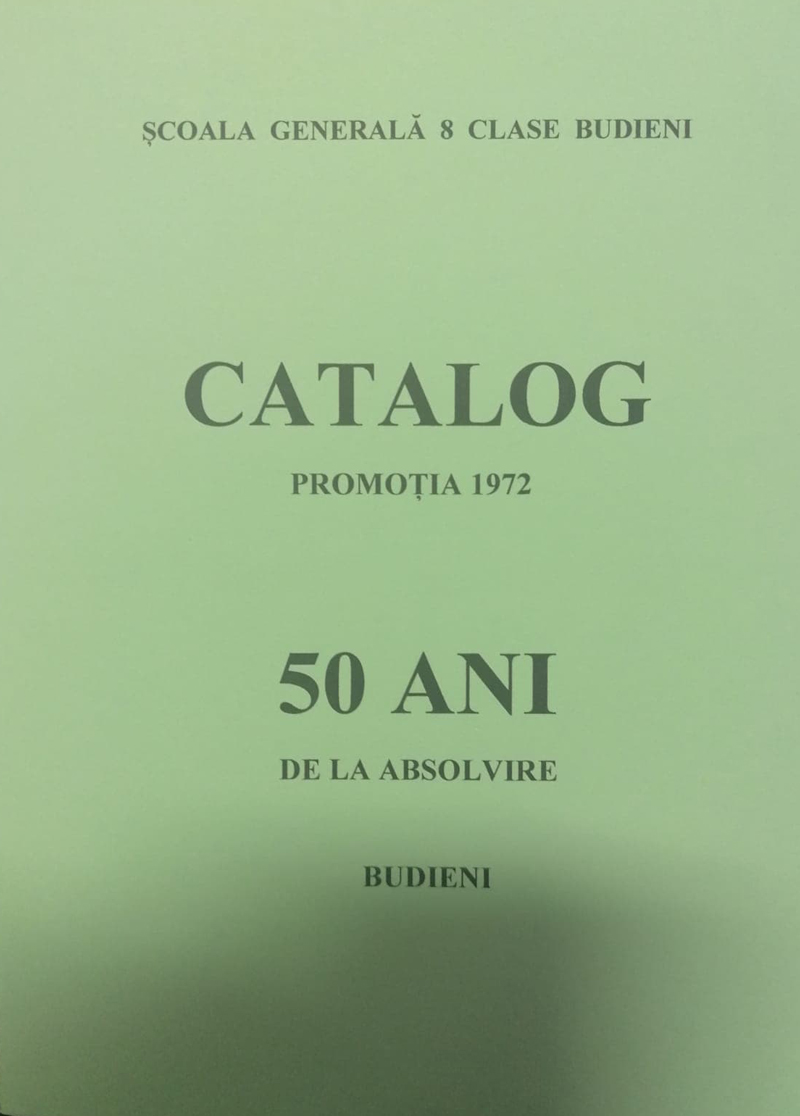 ȘCOALA GENERALĂ 8 CLASE BUDIENI
CATALOG
PROMOȚIA 1972
50 ANI
DE LA ABSOLVIRE
BUDIENI